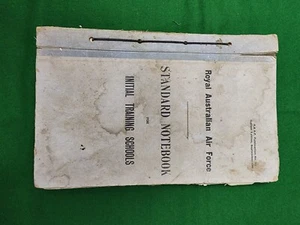 Royal Australian Air Force
STANDARD NOTEBOOK
FOR
INITIAL TRAINING SCHOOLS